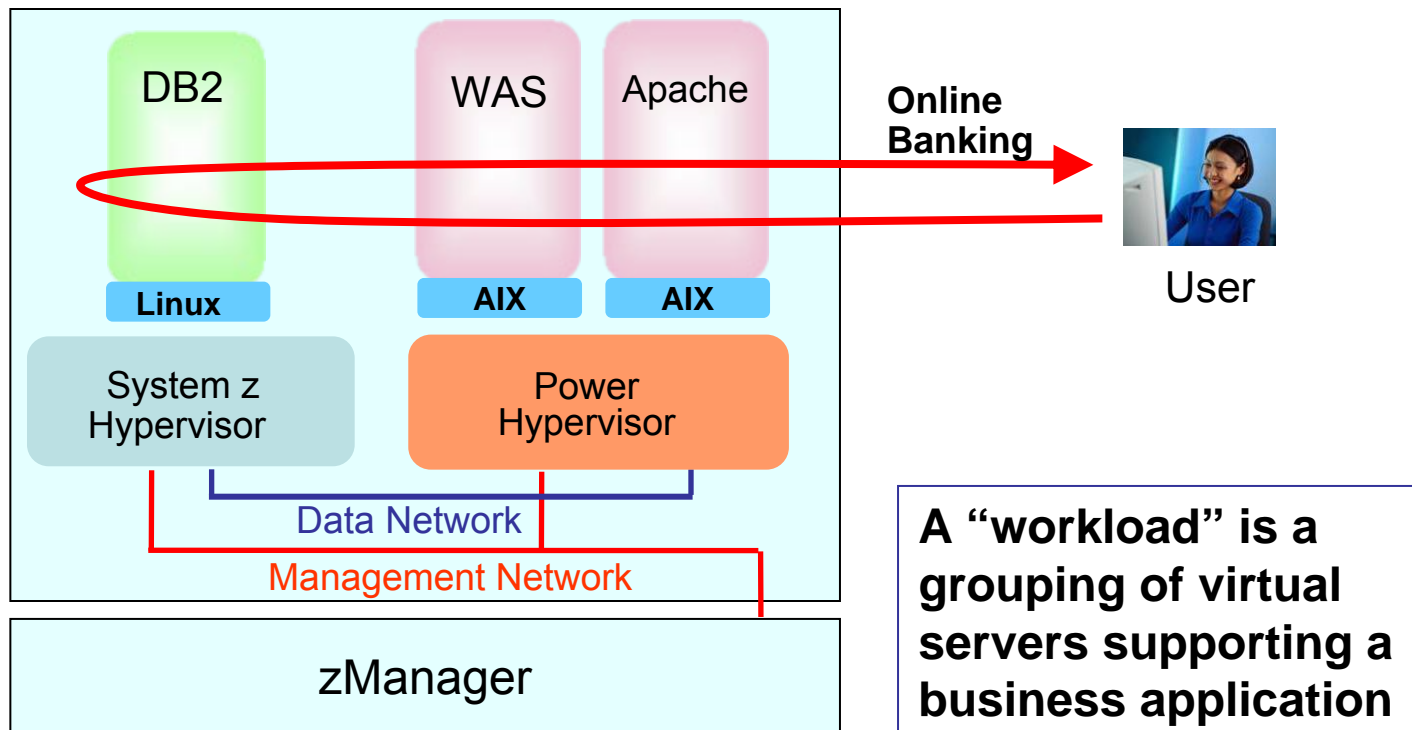 DB2
WAS
Apache
Online
Banking
User
Linux
AIX
AIX
System z
Hypervisor
Power
Hypervisor
Data Network
Management Network
zManager
A “workload” is a
grouping of virtual
servers supporting a
business application